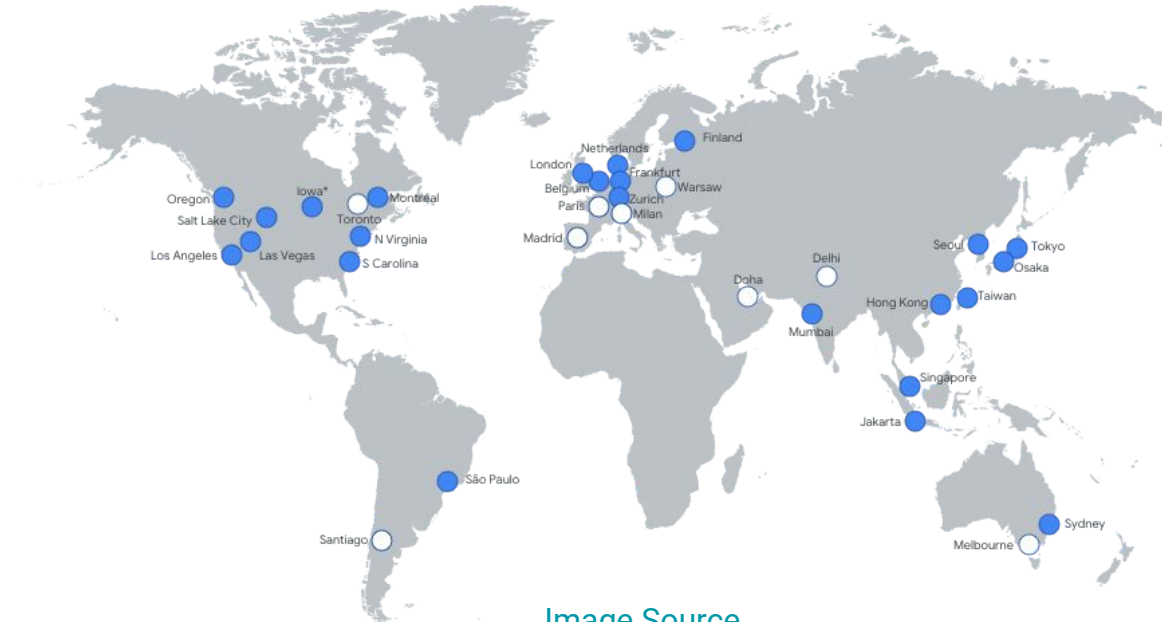 Finland
Netherlands
London
Frankfurt
Belgium
Warsaw
Paris
Zurich
Milan
Madrid
Oregon
Iowa*
Montréal
Salt Lake City
Toronto
N Virginia
Los Angeles
Las Vegas
S Carolina
Seoul
Tokyo
Osaka
Delhi
Doha
Taiwan
Hong Kong
Mumbai
Singapore
Jakarta
São Paulo
Sydney
Santiago
Melbourne
Image Source